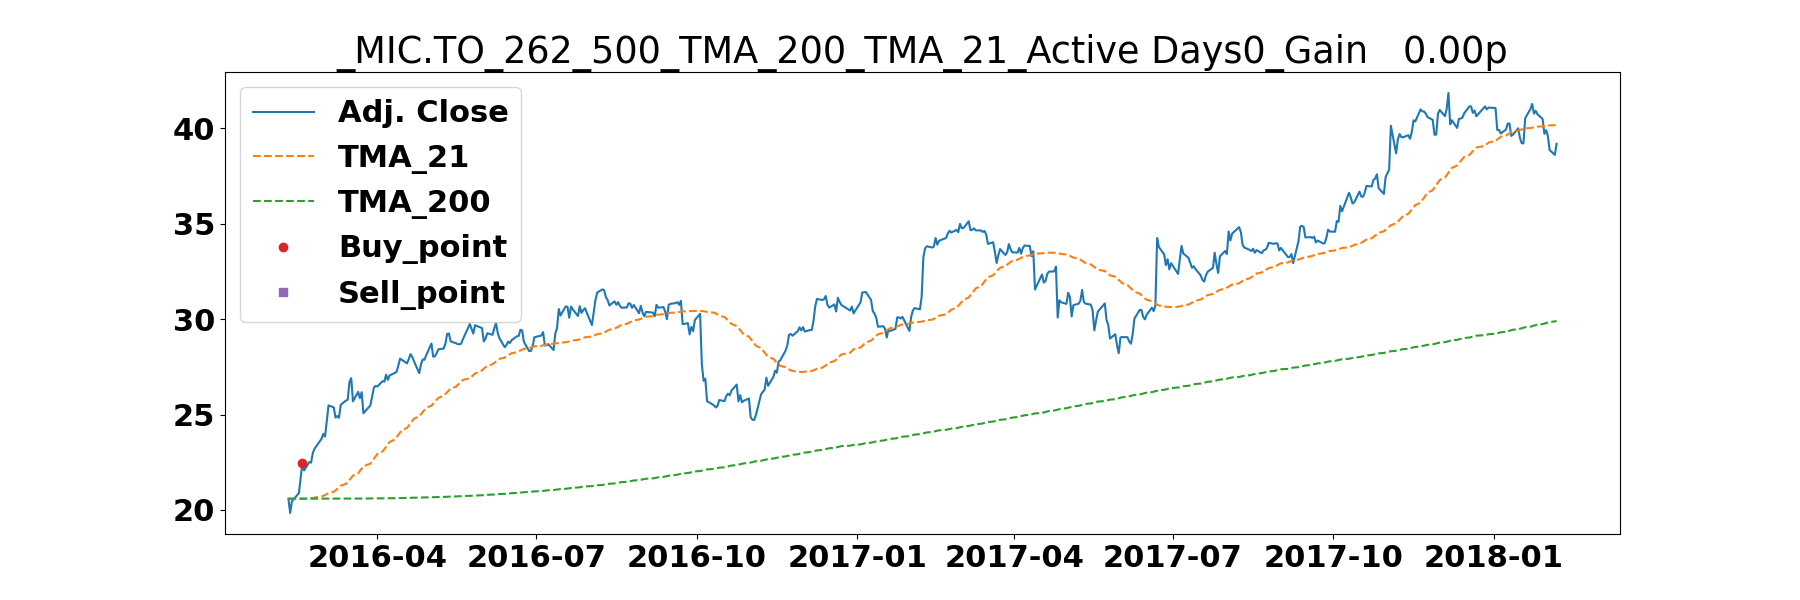 _MIC.TO_262_500_TMA_200_TMA_21_Active Days0_Gain   0.00p
Adj. Close
TMA_21
TMA_200
Buy_point
Sell_point
40
35
30
25
20
2016-04 2016-07 2016-10 2017-01 2017-04 2017-07 2017-10 2018-01